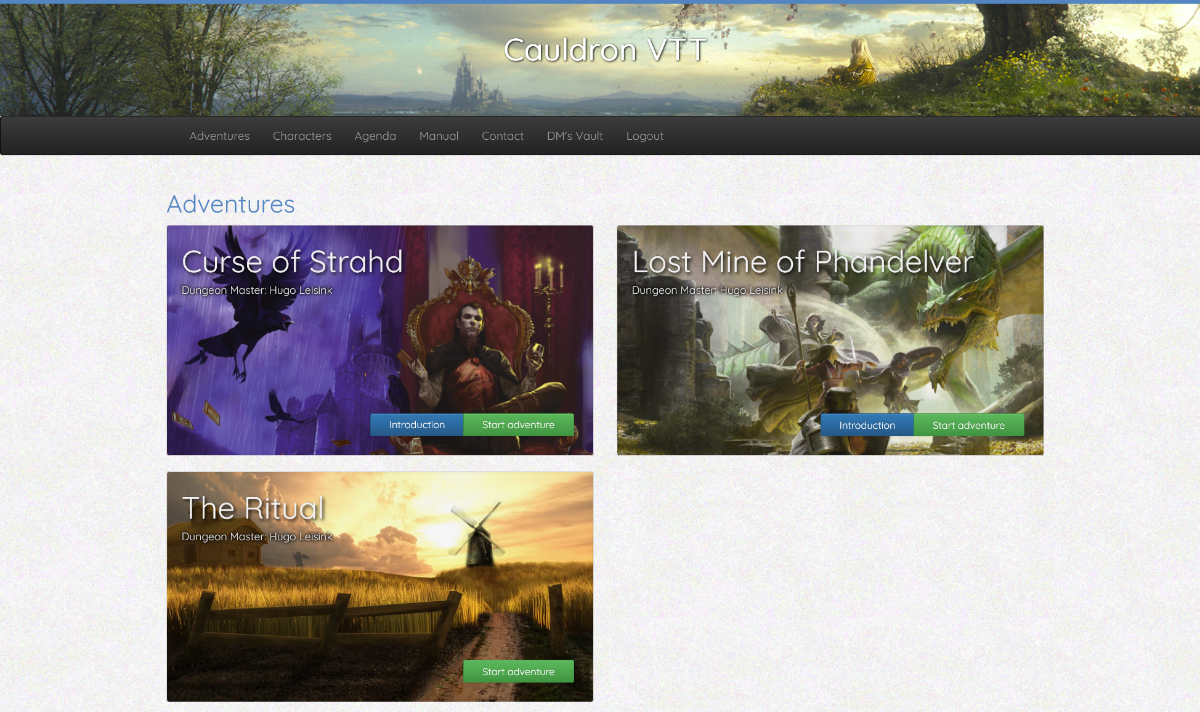 Cauldron VTT
Adventures Characters Agenda Manual Contact DM's Vault Logout
Adventures
Curse of Strahd
Dungeon Master: Hugo Leisink
Introduction Start adventure
Lost Mine of Phandelver
Dungeon Master: Hugo Leisink
Introduction Start adventure
The Ritual
Dungeon Master: Hugo Leisink
Start adventure